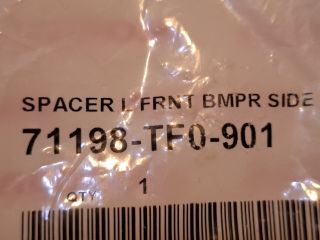 SPACER L FRNT BMPR SIDE
71198-TF0-901
QTY 1